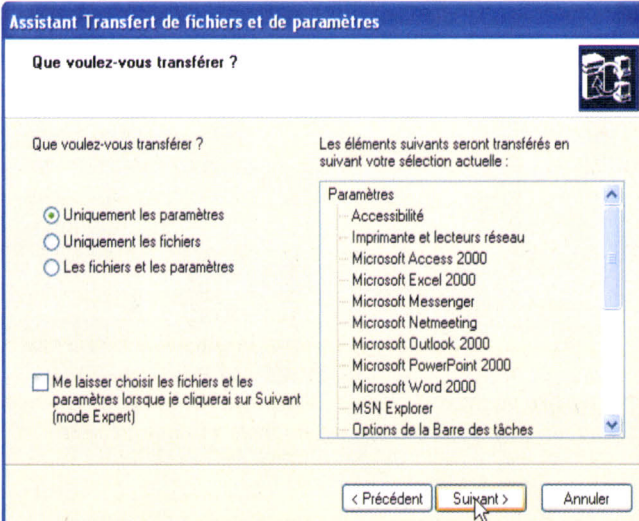 Assistant Transfert de fichiers et de paramètres
Que voulez-vous transférer ?
Que voulez-vous transférer ?
Uniquement les paramètres
Uniquement les fichiers
Les fichiers et les paramètres
Me laisser choisir les fichiers et les
paramètres lorsque je cliquerai sur Suivant
(mode Expert)
Les éléments suivants seront transférés en
suivant votre sélection actuelle :
Paramètres
Accessibilité
Imprimante et lecteurs réseau
Microsoft Access 2000
Microsoft Excel 2000
Microsoft Messenger
Microsoft Netmeeting
Microsoft Outlook 2000
Microsoft PowerPoint 2000
Microsoft Word 2000
MSN Explorer
Options de la Barre des tâches
< Précédent
Suivant >
Annuler